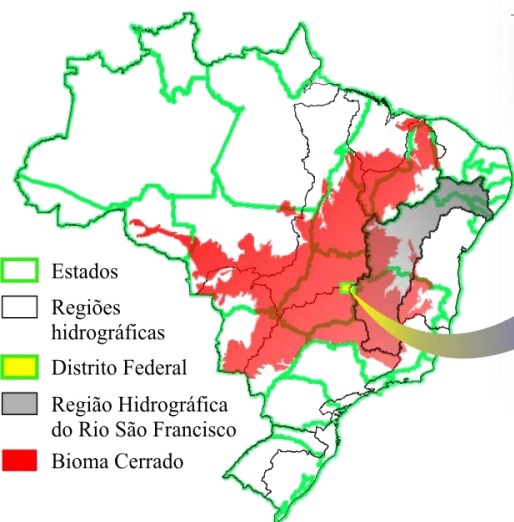 Estados
Regiões
hidrográficas
Distrito Federal
Região Hidrográfica
do Rio São Francisco
Bioma Cerrado